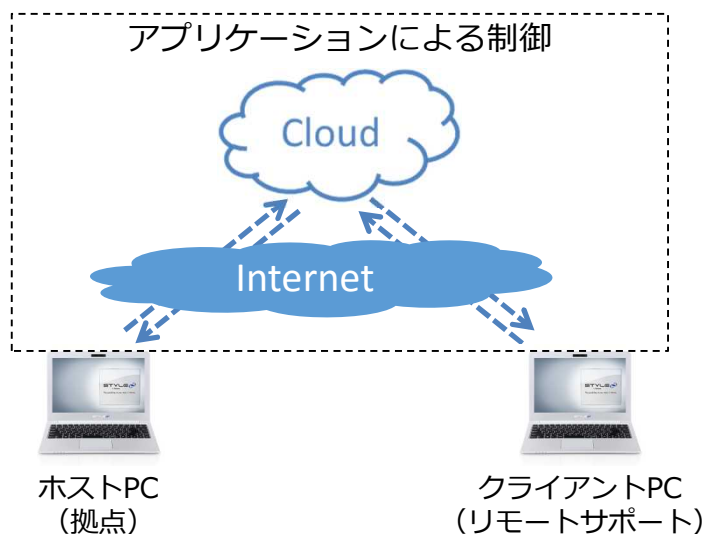 アプリケーションによる制御
Cloud
Internet
STYLE
STYLE
ホストPC
(拠点)
クライアントPC
(リモートサポート)